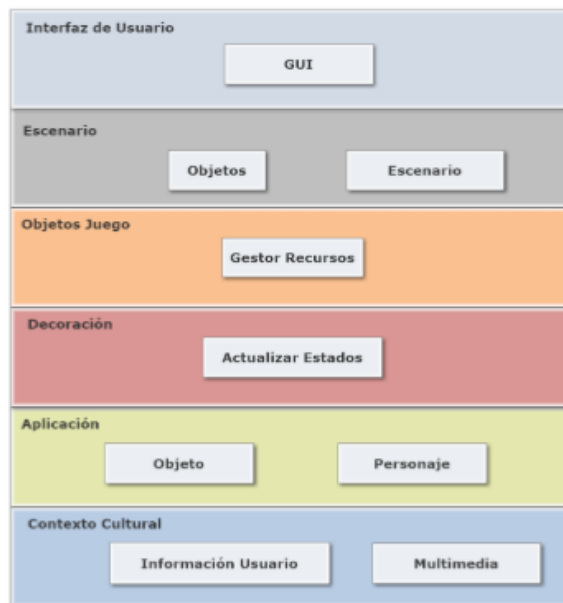 Interfaz de Usuario
GUI
Escenario
Objetos
Escenario
Objetos Juego
Gestor Recursos
Decoración
Actualizar Estados
Aplicación
Objeto
Personaje
Contexto Cultural
Información Usuario
Multimedia